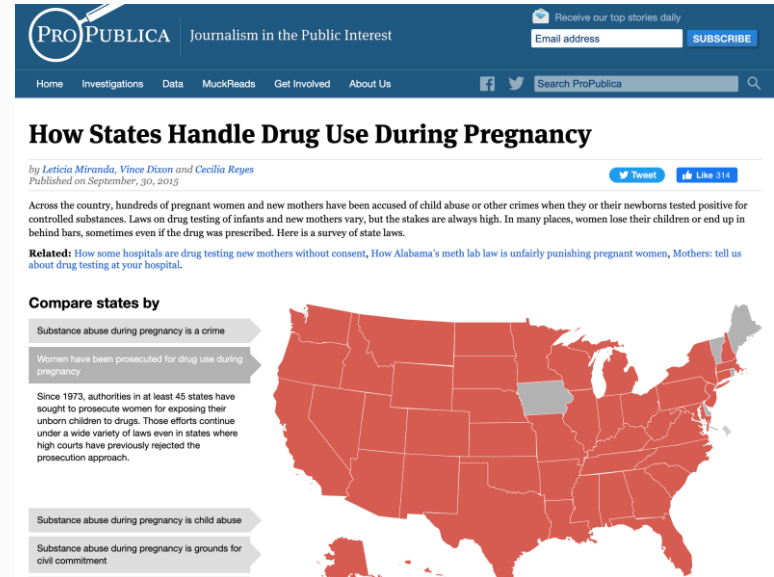 PROPUBLICA
Journalism in the Public Interest
Receive our top stories daily
Email address
SUBSCRIBE
Home Investigations Data MuckReads Get Involved About Us
Search ProPublica
How States Handle Drug Use During Pregnancy
by Leticia Miranda, Vince Dixon and Cecilia Reyes
Published on September, 30, 2015
Tweet
Like 314
Across the country, hundreds of pregnant women and new mothers have been accused of child abuse or other crimes when they or their newborns tested positive for
controlled substances. Laws on drug testing of infants and new mothers vary, but the stakes are always high. In many places, women lose their children or end up in
behind bars, sometimes even if the drug was prescribed. Here is a survey of state laws.
Related: How some hospitals are drug testing new mothers without consent, How Alabama's meth lab law is unfairly punishing pregnant women, Mothers: tell us
about drug testing at your hospital.
Compare states by
Substance abuse during pregnancy is a crime
Women have been prosecuted for drug use during
pregnancy
Since 1973, authorities in at least 45 states have
sought to prosecute women for exposing their
unborn children to drugs. Those efforts continue
under a wide variety of laws even in states where
high courts have previously rejected the
prosecution approach.
Substance abuse during pregnancy is child abuse
Substance abuse during pregnancy is grounds for
civil commitment